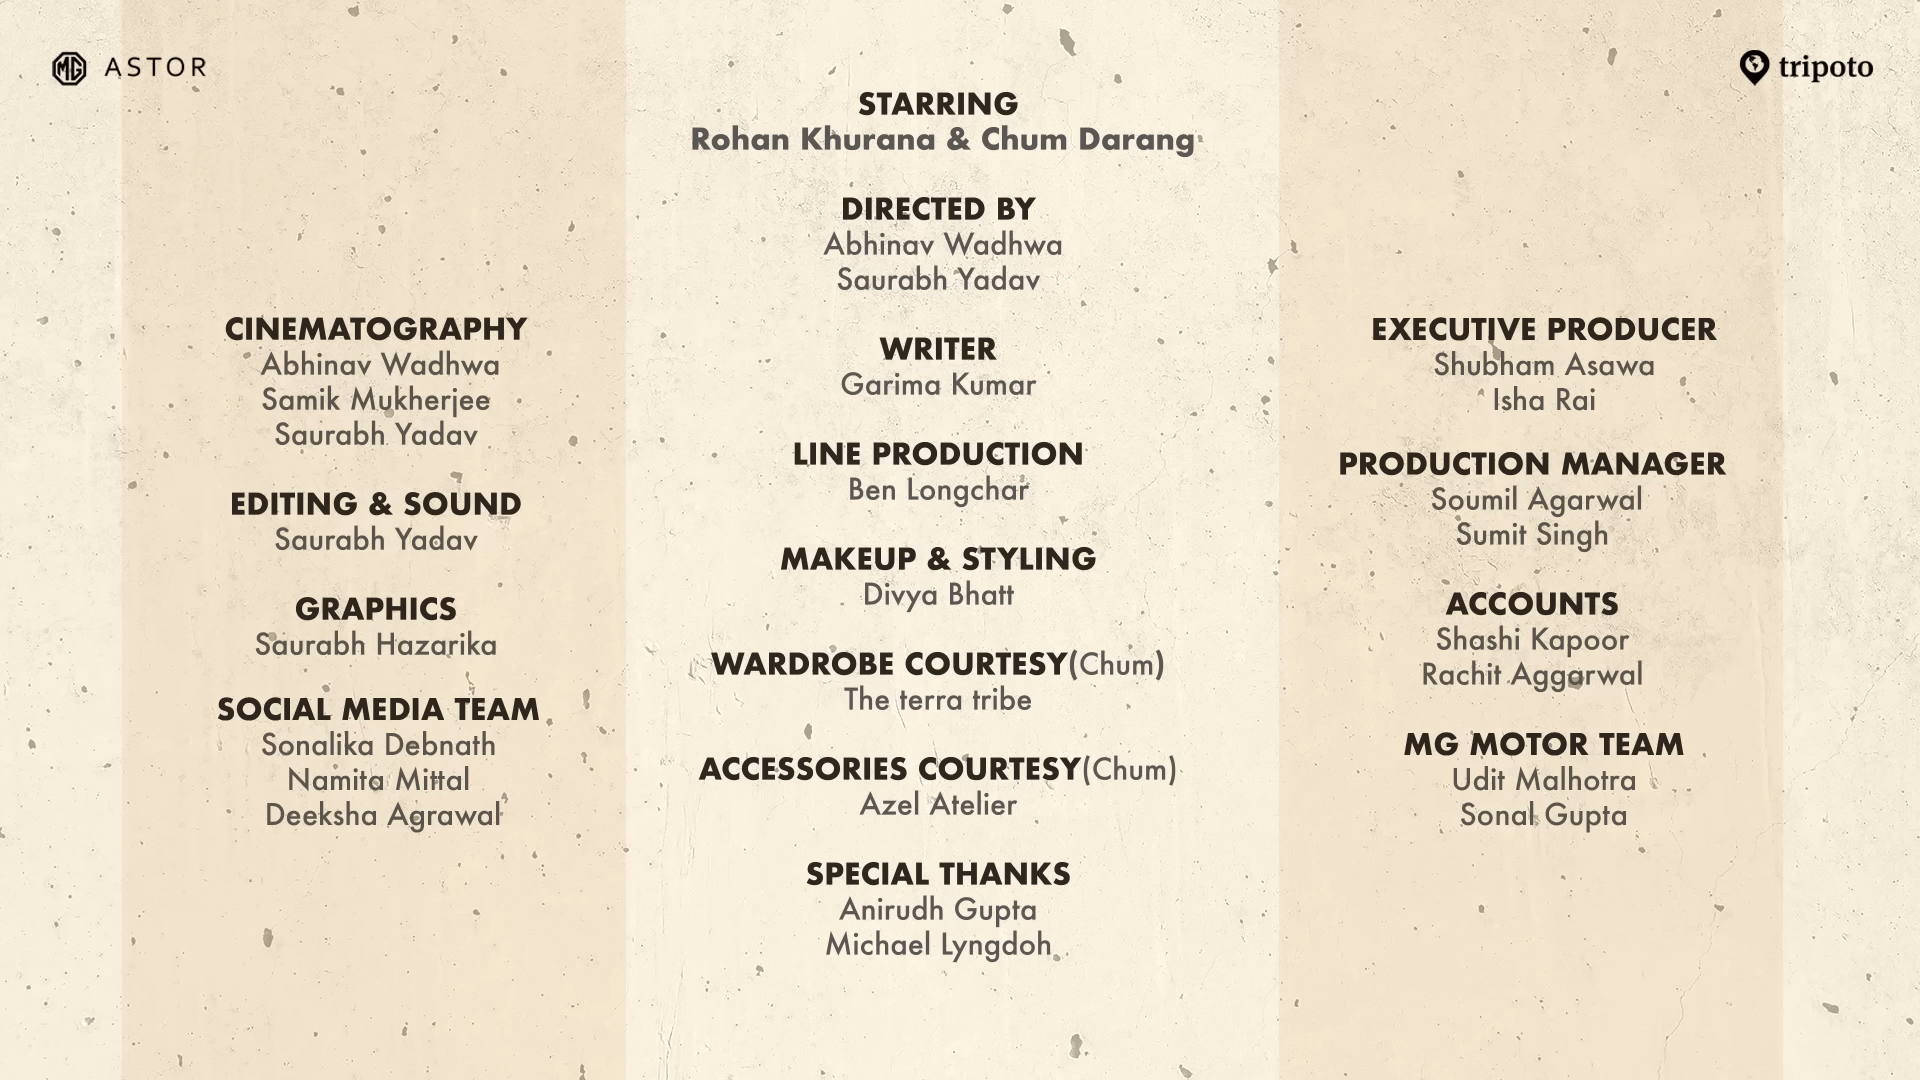 MG ASTOR
tripoto
STARRING
Rohan Khurana & Chum Darang
DIRECTED BY
Abhinav Wadhwa
Saurabh Yadav
WRITER
Garima Kumar
LINE PRODUCTION
Ben Longchar
MAKEUP & STYLING
Divya Bhatt
WARDROBE COURTESY(Chum)
The terra tribe
ACCESSORIES COURTESY(Chum)
Azel Atelier
SPECIAL THANKS
Anirudh Gupta
Michael Lyngdoh
CINEMATOGRAPHY
Abhinav Wadhwa
Samik Mukherjee
Saurabh Yadav
EDITING & SOUND
Saurabh Yadav
GRAPHICS
Saurabh Hazarika
SOCIAL MEDIA TEAM
Sonalika Debnath
Namita Mittal
Deeksha Agrawal
EXECUTIVE PRODUCER
Shubham Asawa
Isha Rai
PRODUCTION MANAGER
Soumil Agarwal
Sumit Singh
ACCOUNTS
Shashi Kapoor
Rachit Aggarwal
MG MOTOR TEAM
Udit Malhotra
Sonal Gupta